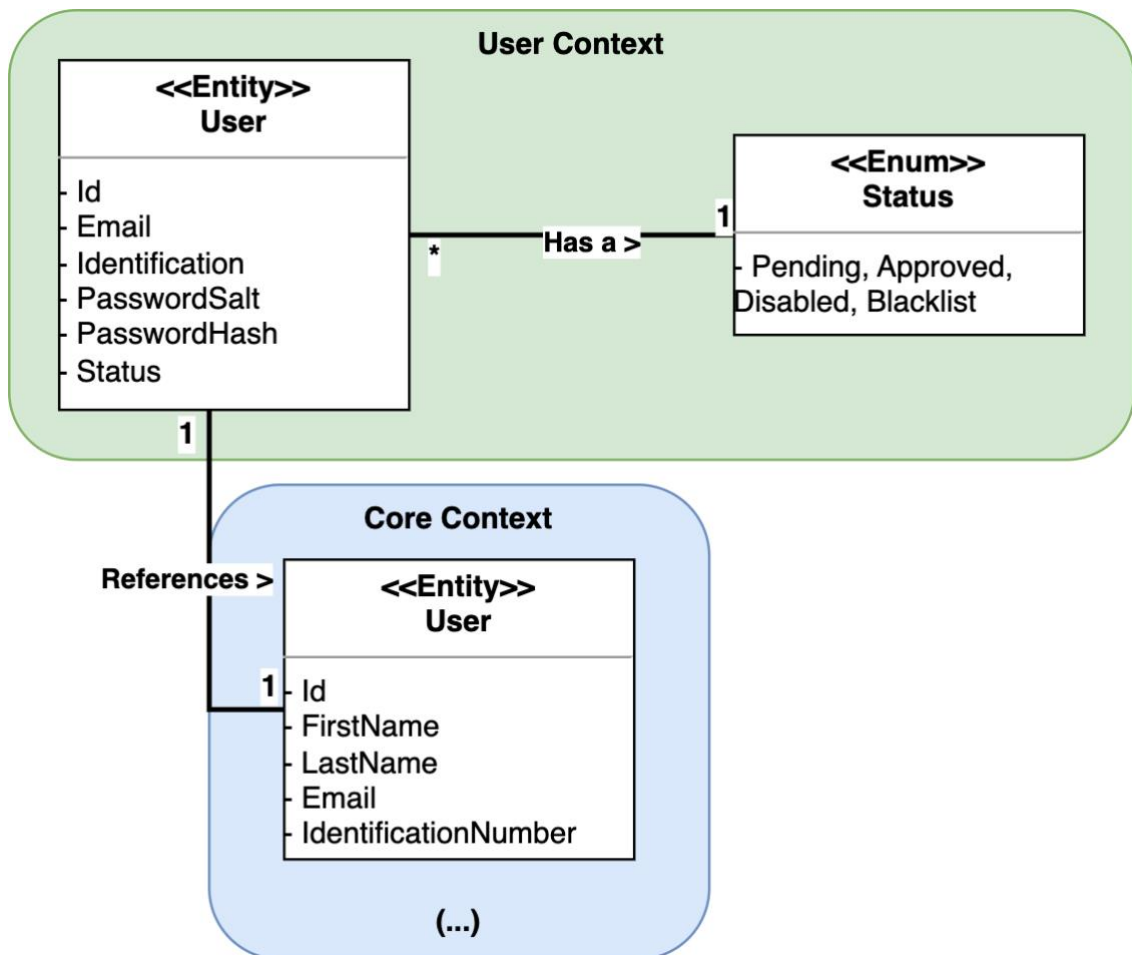 User Context
<<Entity>>
User
- Id
- Email
- Identification
- PasswordSalt
- PasswordHash
- Status
<<Enum>>
Status
- Pending, Approved,
Disabled, Blacklist
*
Has a >
1
1
References >
1
Core Context
<<Entity>>
User
- Id
- FirstName
- LastName
- Email
- IdentificationNumber
(...)